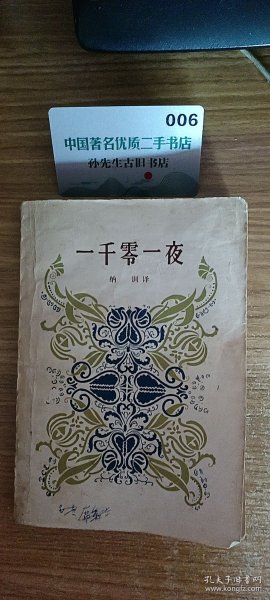 006
中国著名优质二手书店
孙先生古旧书店
一千零一夜
纳 训 译
孔夫子旧书网
www.kongfz.com